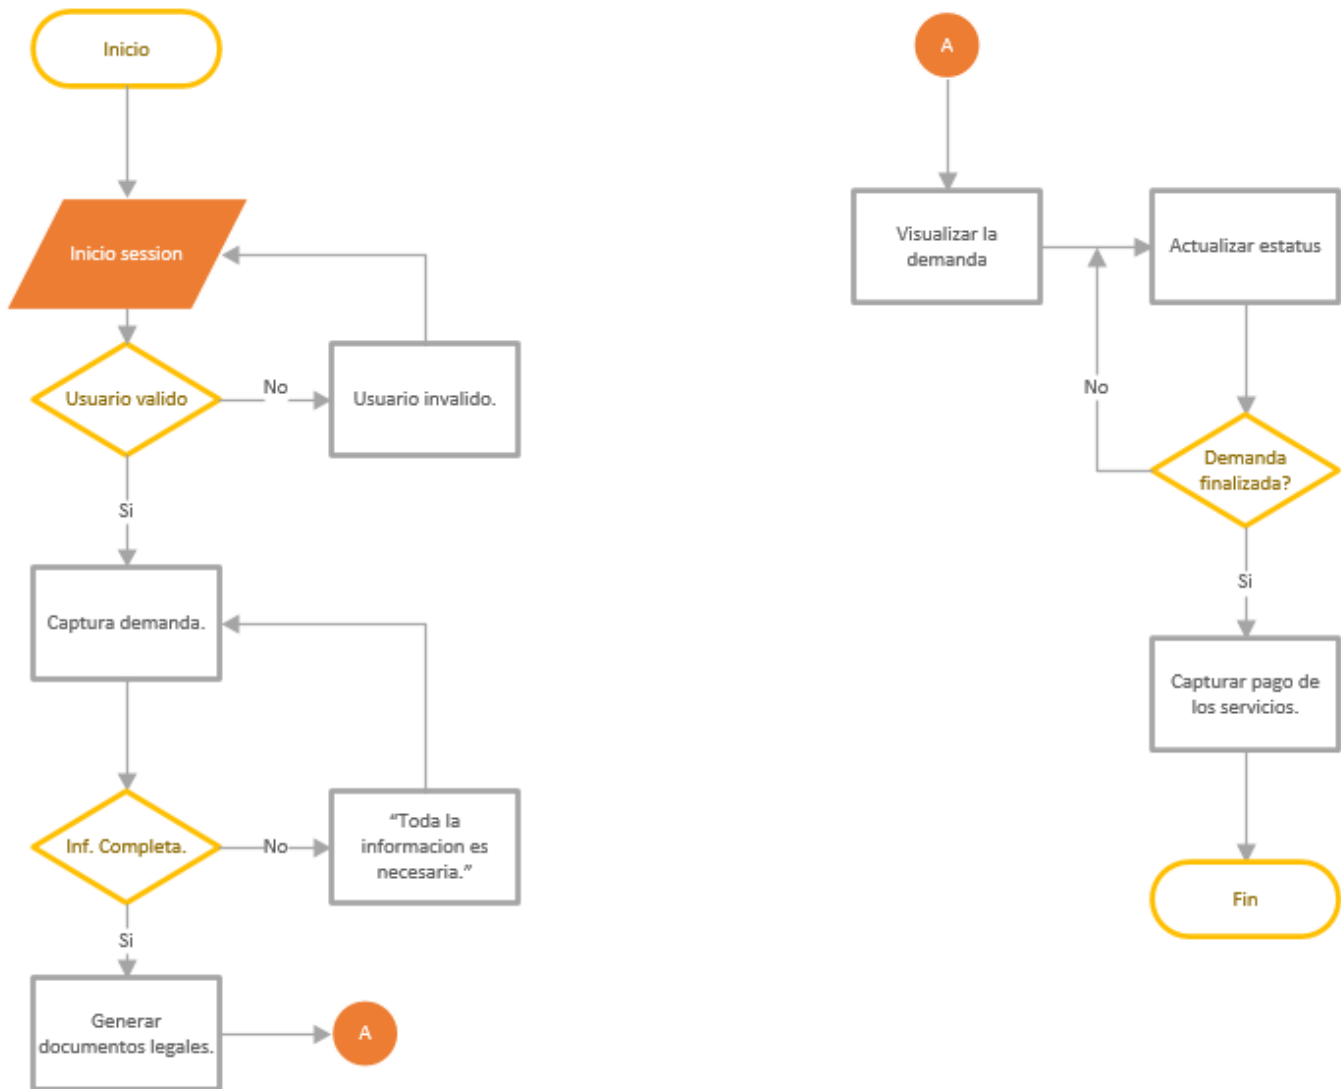 Inicio
Inicio session
Usuario valido
No
Usuario invalido.
Si
Captura demanda.
Inf. Completa.
No
“Toda la
informacion es
necesaria.”
Si
Generar
documentos legales.
A
A
Visualizar la
demanda
Actualizar estatus
No
Demanda
finalizada?
Si
Capturar pago de
los servicios.
Fin